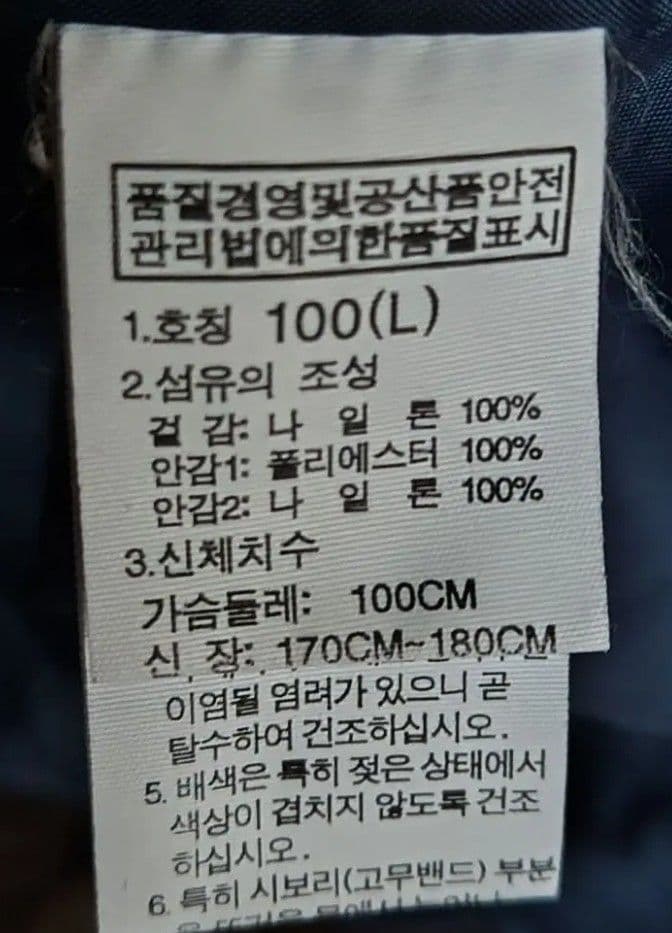 품질경영및공산품안전
관리법에의한품질표시
1.호칭 100(L)
2.섬유의 조성
겉 감: 나 일 론 100%
안감1: 폴리에스터 100%
안감2: 나 일 론 100%
3.신체치수
가슴둘레: 100CM
신 장: 170CM~180CM
이염될 염려가 있으니 곧
탈수하여 건조하십시오.
5. 배색은 특히 젖은 상태에서
색상이 겹치지 않도록 건조
하십시오.
6. 특히 시보리(고무밴드) 부분